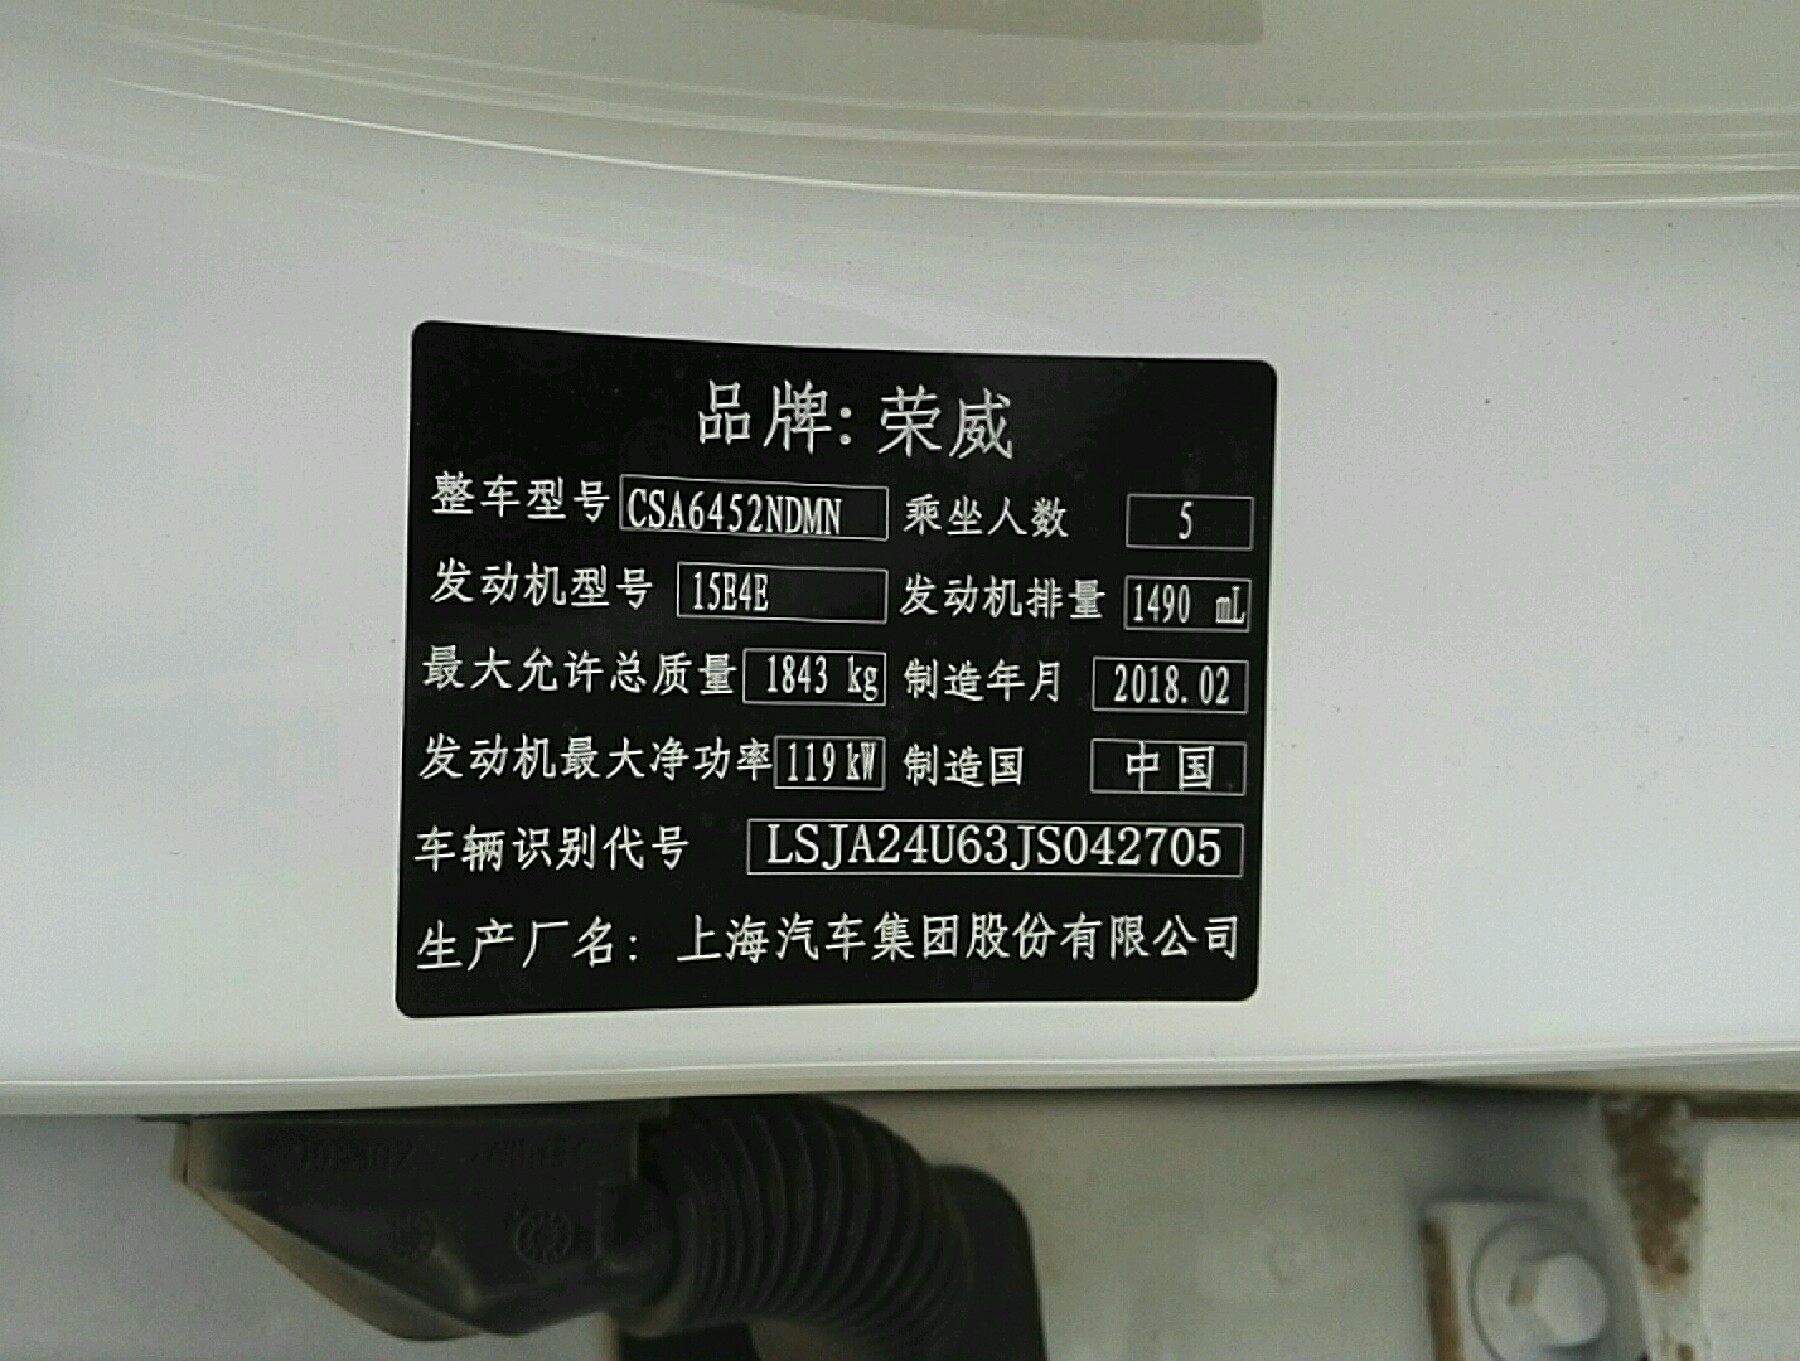 品牌：荣威
整车型号 CSA6452NDMN 乘坐人数 5
发动机型号 15E4E 发动机排量 1490 mL
最大允许总质量 1843 kg 制造年月 2018.02
发动机最大净功率 119 kW 制造国 中国
车辆识别代号 LSJA24U63JS042705
生产厂名：上海汽车集团股份有限公司